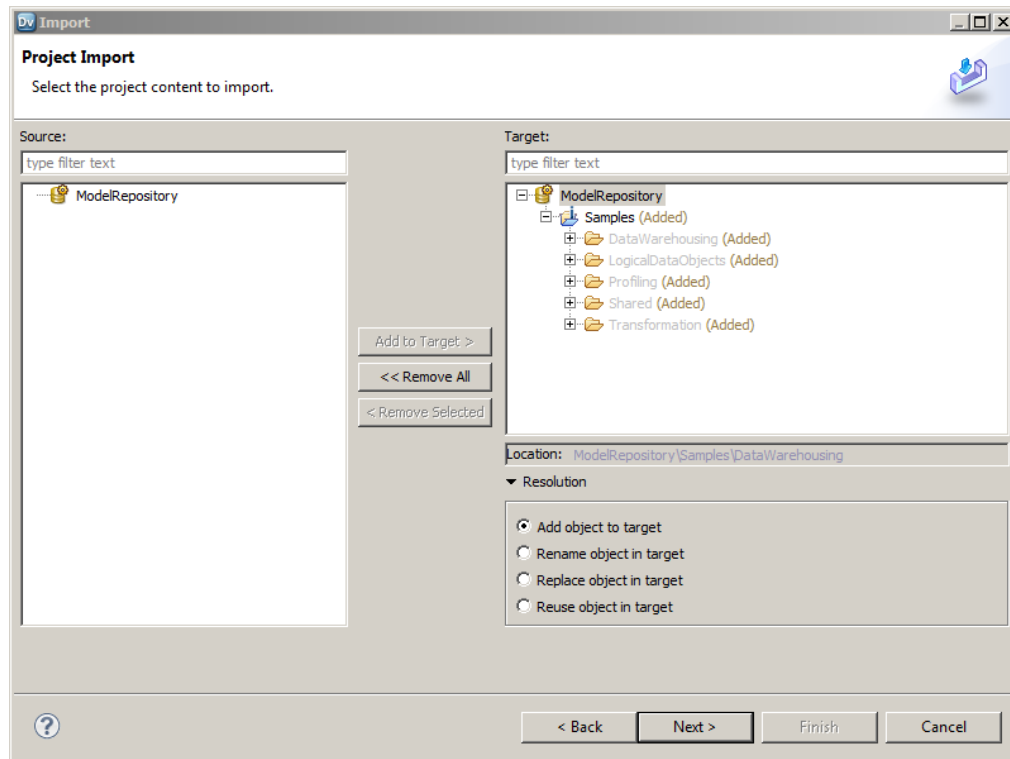 Dv Import
Project Import
Select the project content to import.
Source:
type filter text
ModelRepository
Add to Target >
<< Remove All
< Remove Selected
Target:
type filter text
ModelRepository
Samples (Added)
DataWarehousing (Added)
LogicalDataObjects (Added)
Profiling (Added)
Shared (Added)
Transformation (Added)
Location: ModelRepository\Samples\DataWarehousing
Resolution
Add object to target
Rename object in target
Replace object in target
Reuse object in target
?
< Back
Next >
Finish
Cancel